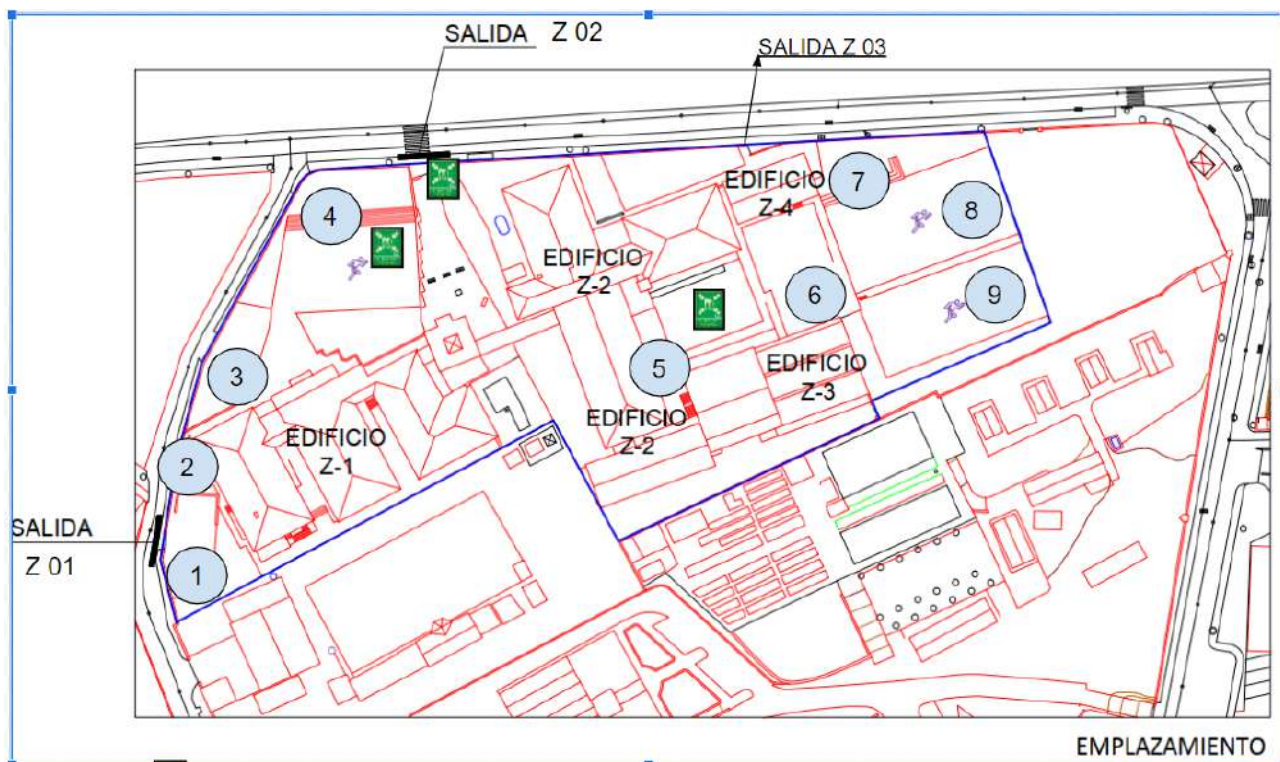 SALIDA Z 02
SALIDA Z 03
4
EDIFICIO
Z-4
7
8
EDIFICIO
Z-2
6
9
3
5
EDIFICIO
Z-3
EDIFICIO
Z-1
EDIFICIO
Z-2
2
SALIDA
Z 01
1
EMPLAZAMIENTO